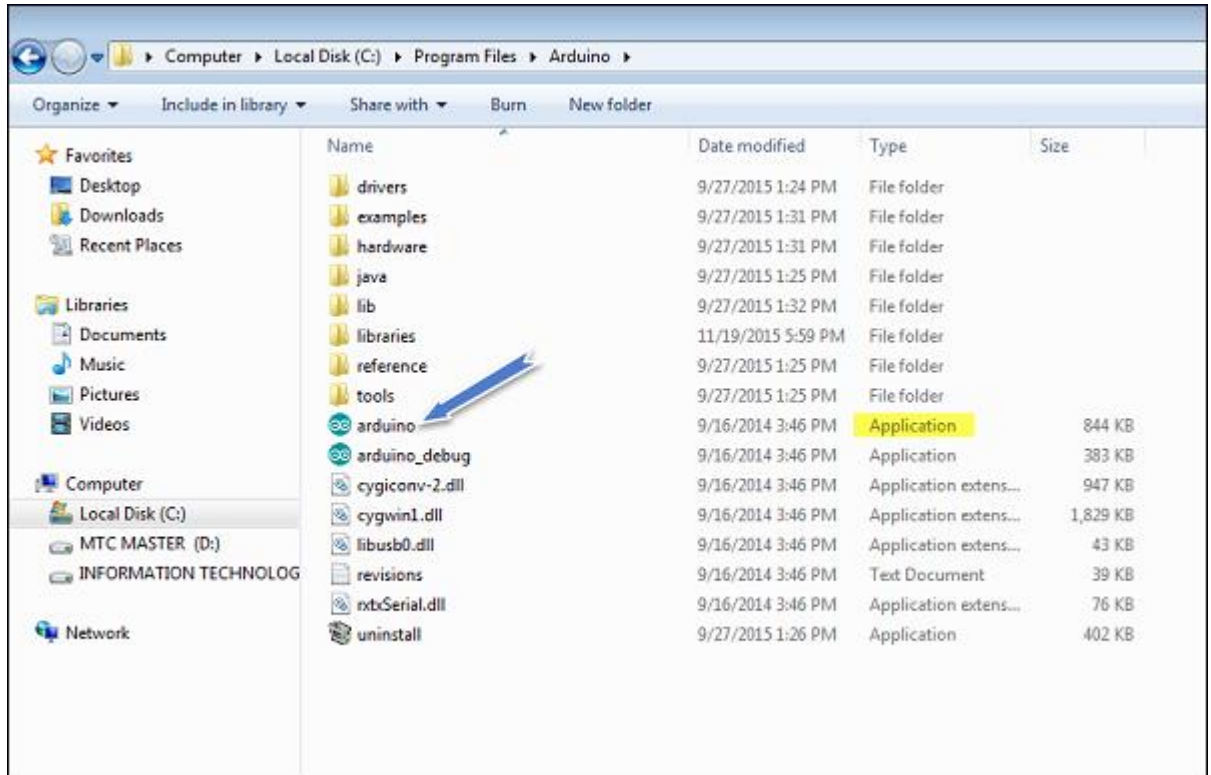 Computer Local Disk (C:) Program Files Arduino
Organize Include in library Share with Burn New folder
Favorites
Desktop
Downloads
Recent Places
Libraries
Documents
Music
Pictures
Videos
Computer
Local Disk (C:)
MTC MASTER (D:)
INFORMATION TECHNOLOG
Network
Name Date modified Type Size
drivers 9/27/2015 1:24 PM File folder
examples 9/27/2015 1:31 PM File folder
hardware 9/27/2015 1:31 PM File folder
java 9/27/2015 1:25 PM File folder
lib 9/27/2015 1:32 PM File folder
libraries 11/19/2015 5:59 PM File folder
reference 9/27/2015 1:25 PM File folder
tools 9/27/2015 1:25 PM File folder
arduino 9/16/2014 3:46 PM Application 844 KB
arduino_debug 9/16/2014 3:46 PM Application 383 KB
cygiconv-2.dll 9/16/2014 3:46 PM Application extens... 947 KB
cygwin1.dll 9/16/2014 3:46 PM Application extens... 1,829 KB
libusb0.dll 9/16/2014 3:46 PM Application extens... 43 KB
revisions 9/16/2014 3:46 PM Text Document 39 KB
rxtxSerial.dll 9/16/2014 3:46 PM Application extens... 76 KB
uninstall 9/27/2015 1:26 PM Application 402 KB